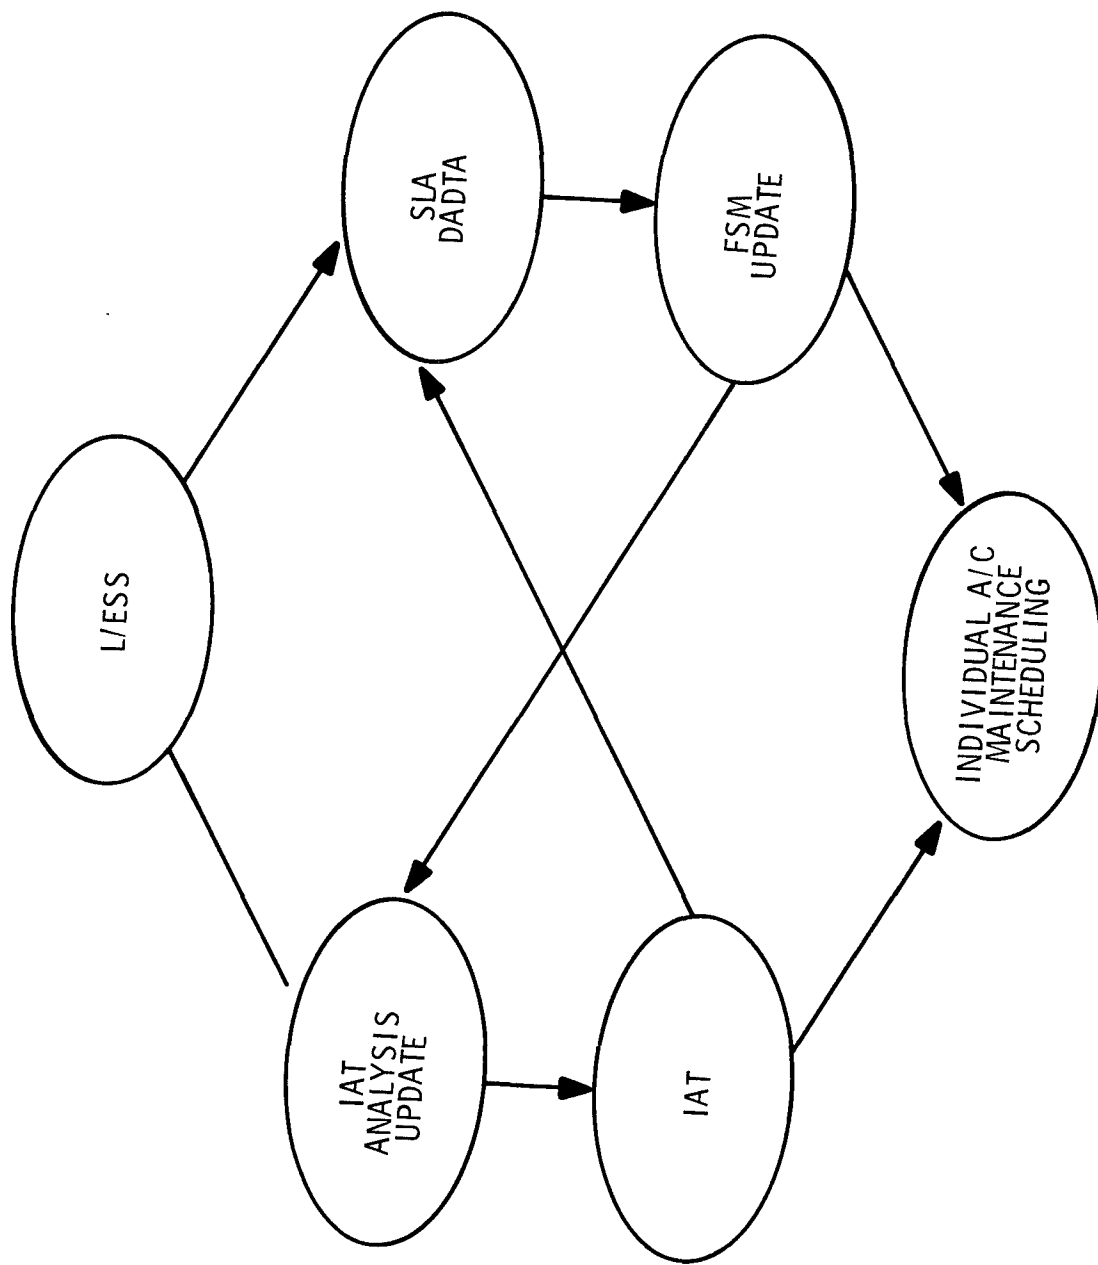 L/ESS
IAT
ANALYSIS
UPDATE
SLA
DADTA
IAT
FSM
UPDATE
INDIVIDUAL A/C
MAINTENANCE
SCHEDULING